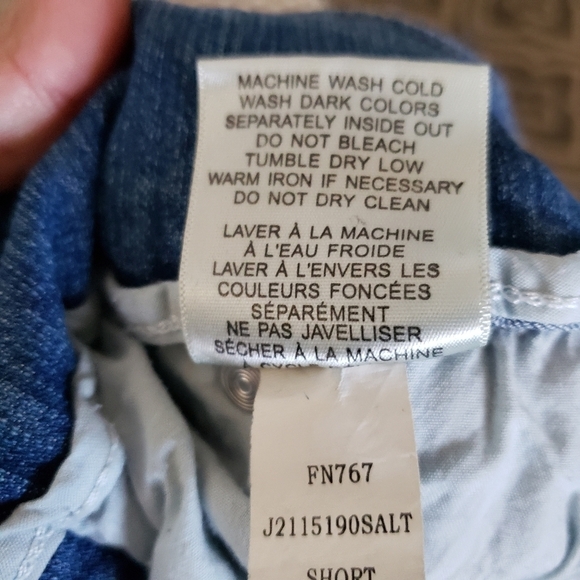 MACHINE WASH COLD
WASH DARK COLORS
SEPARATELY INSIDE OUT
DO NOT BLEACH
TUMBLE DRY LOW
WARM IRON IF NECESSARY
DO NOT DRY CLEAN
LAVER À LA MACHINE
À L'EAU FROIDE
LAVER À L'ENVERS LES
COULEURS FONCÉES
SÉPARÉMENT
NE PAS JAVELLISER
SÉCHER À LA MACHINE
FN767
J2115190SALT
SHORT